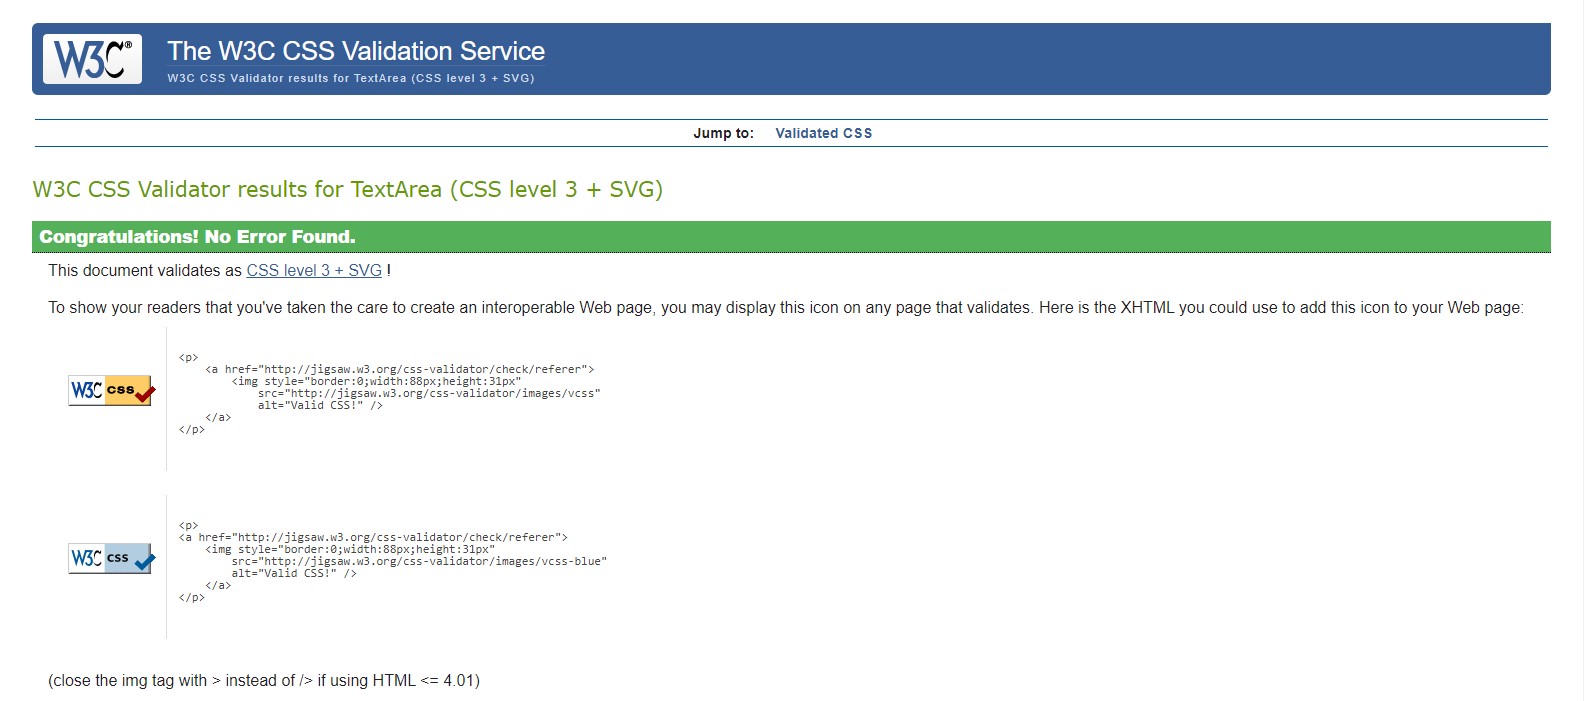 W3C® The W3C CSS Validation Service
W3C CSS Validator results for TextArea (CSS level 3 + SVG)
Jump to: Validated CSS
W3C CSS Validator results for TextArea (CSS level 3 + SVG)
Congratulations! No Error Found.
This document validates as CSS level 3 + SVG !
To show your readers that you've taken the care to create an interoperable Web page, you may display this icon on any page that validates. Here is the XHTML you could use to add this icon to your Web page:
W3C css
<p>
<a href="http://jigsaw.w3.org/css-validator/check/referer">
<img style="border:0;width:88px;height:31px"
src="http://jigsaw.w3.org/css-validator/images/vcss"
alt="Valid CSS!" />
</a>
</p>
W3C css
<p>
<a href="http://jigsaw.w3.org/css-validator/check/referer">
<img style="border:0;width:88px;height:31px"
src="http://jigsaw.w3.org/css-validator/images/vcss-blue"
alt="Valid CSS!" />
</a>
</p>
(close the img tag with > instead of /> if using HTML <= 4.01)